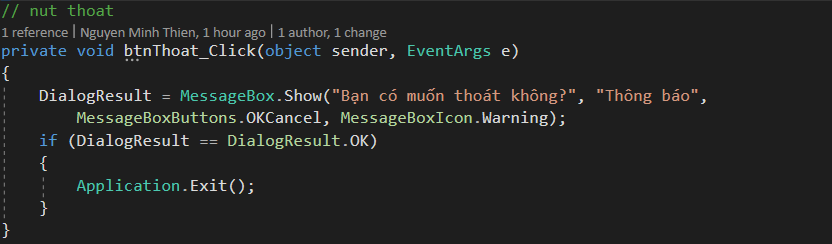 // nut thoat
1 reference | Nguyen Minh Thien, 1 hour ago | 1 author, 1 change
private void btnThoat_Click(object sender, EventArgs e)
{
    DialogResult = MessageBox.Show("Bạn có muốn thoát không?", "Thông báo",
        MessageBoxButtons.OKCancel, MessageBoxIcon.Warning);
    if (DialogResult == DialogResult.OK)
    {
        Application.Exit();
    }
}